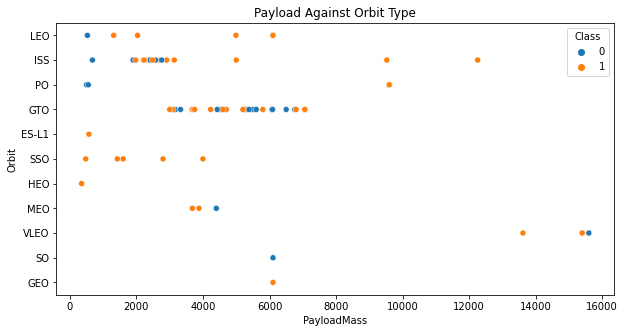 Payload Against Orbit Type
Class
0
1
Orbit
LEO
ISS
PO
GTO
ES-L1
SSO
HEO
MEO
VLEO
SO
GEO
0 2000 4000 6000 8000 10000 12000 14000 16000
PayloadMass